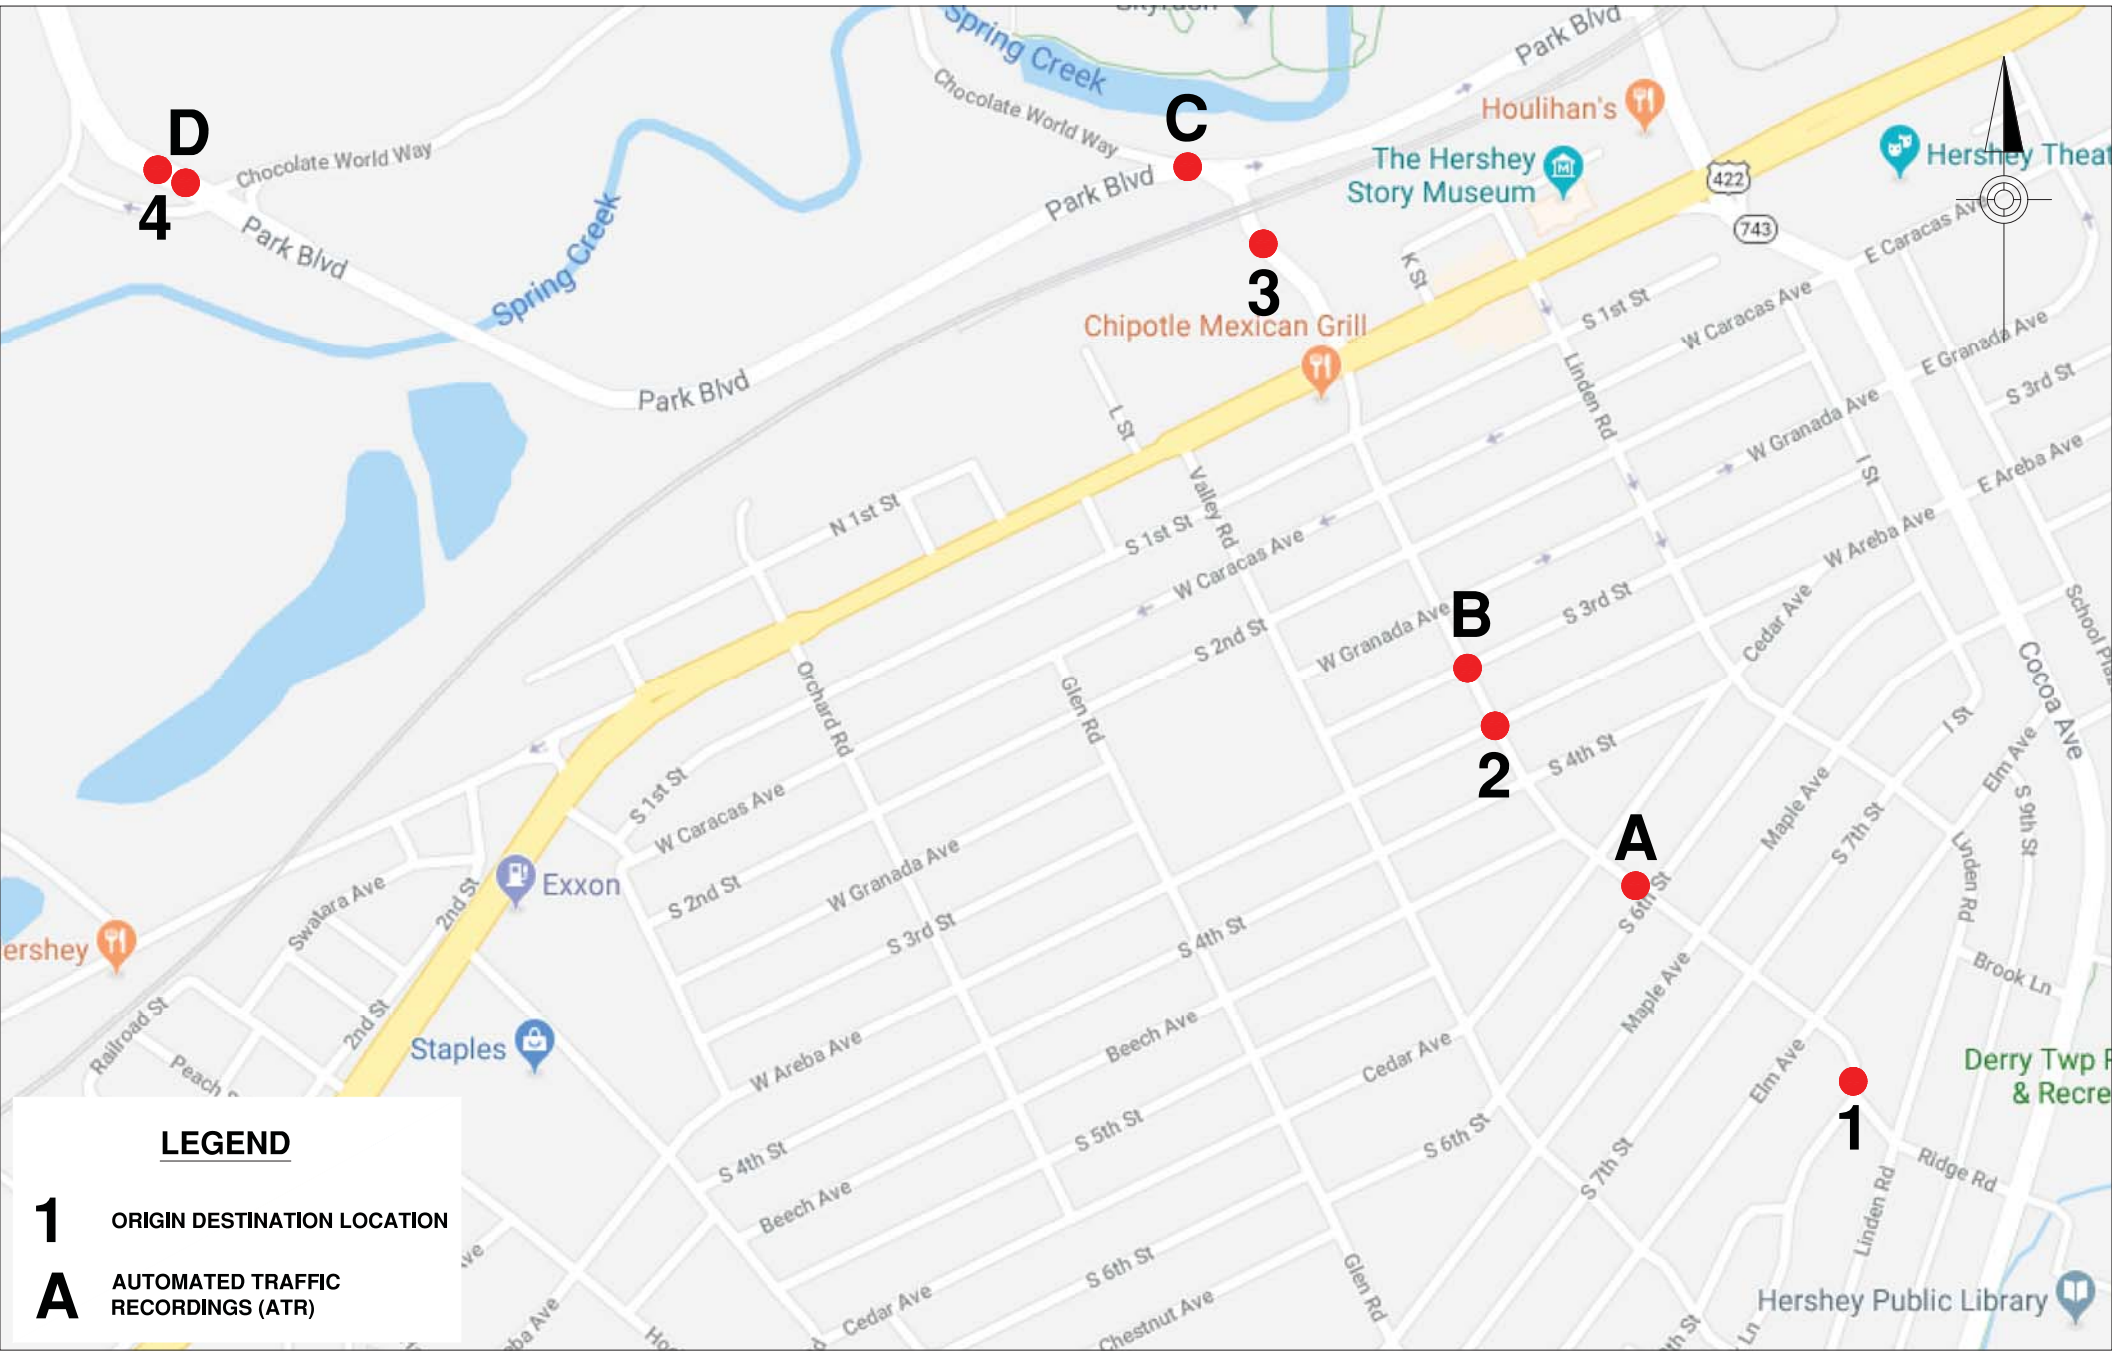 Spring Creek
Park Blvd
Chocolate World Way
Houlihan's
C
D
The Hershey
Story Museum
422
Hershey Theat
Chocolate World Way
Park Blvd
4
743
E Caracas Ave
Park Blvd
Spring Creek
K St
3
S 1st St
W Caracas Ave
Chipotle Mexican Grill
E Granada Ave
Park Blvd
Linden Rd
S 3rd St
L St
W Granada Ave
I St
E Areba Ave
N 1st St
Valley Rd
S 1st St
W Areba Ave
W Caracas Ave
B
S 3rd St
Cedar Ave
School Pla
W Granada Ave
S 2nd St
Cocoa Ave
Orchard Rd
Glen Rd
2
S 4th St
I St
Elm Ave
S 1st St
W Caracas Ave
Maple Ave
S 7th St
S 9th St
A
Exxon
W Granada Ave
S 2nd St
Linden Rd
Swatara Ave
2nd St
S 6th St
S 3rd St
S 4th St
ershey
Brook Ln
Maple Ave
Railroad St
2nd St
Staples
Beech Ave
W Areba Ave
Cedar Ave
Elm Ave
Derry Twp
& Recre
Peach
1
LEGEND
S 5th St
S 6th St
S 4th St
S 7th St
Ridge Rd
Beech Ave
Linden Rd
1 ORIGIN DESTINATION LOCATION
S 6th St
Glen Rd
A AUTOMATED TRAFFIC
RECORDINGS (ATR)
Cedar Ave
Chestnut Ave
Hershey Public Library
Ln